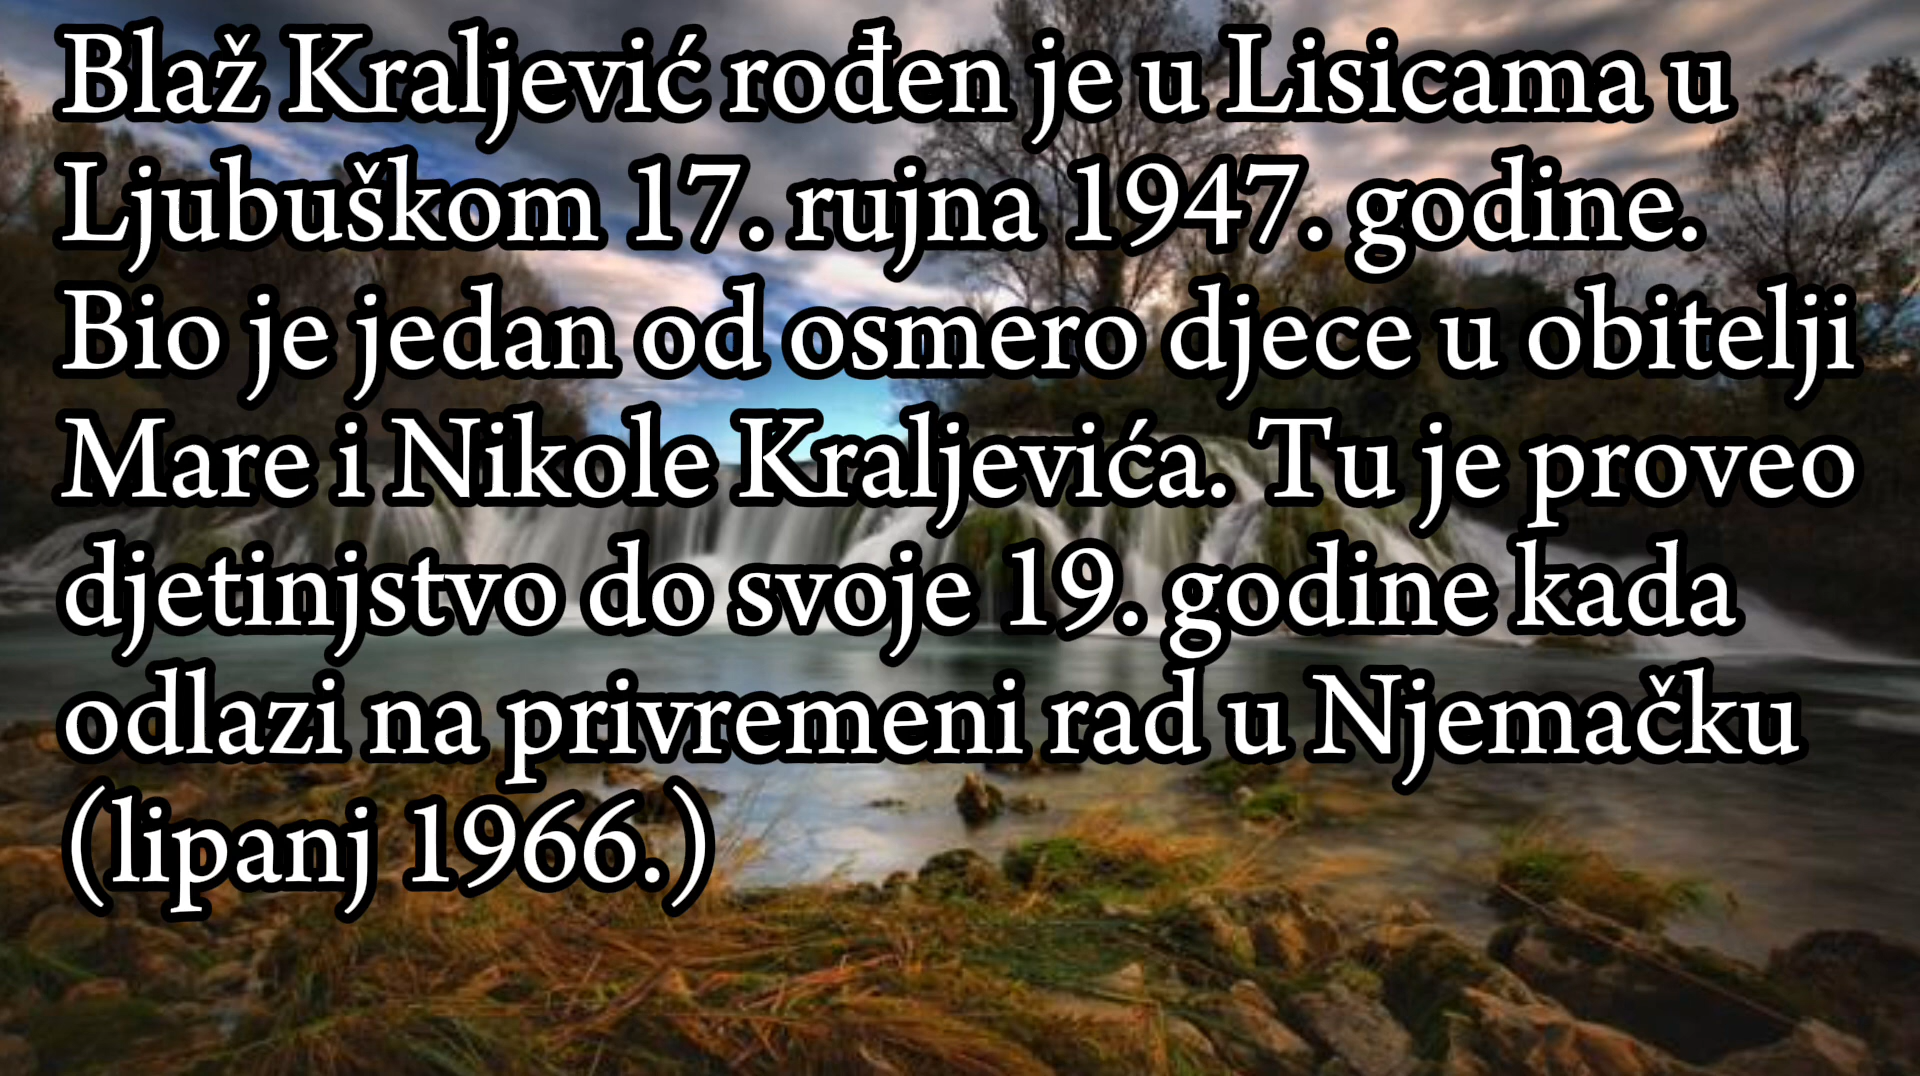 Blaž Kraljević rođen je u Lisicama u
Ljubuškom 17. rujna 1947. godine.
Bio je jedan od osmero djece u obitelji
Mare i Nikole Kraljevića. Tu je proveo
djetinjstvo do svoje 19. godine kada
odlazi na privremeni rad u Njemačku
(lipanj 1966.)